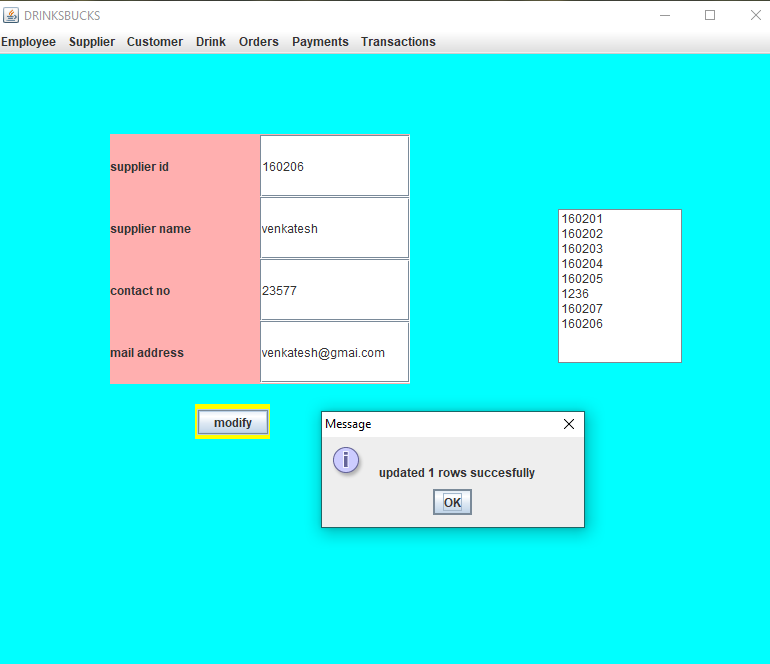 DRINKSBUCKS
Employee Supplier Customer Drink Orders Payments Transactions
supplier id 160206
supplier name venkatesh
contact no 23577
mail address venkatesh@gmai.com
160201
160202
160203
160204
160205
1236
160207
160206
modify
Message
i
updated 1 rows succesfully
OK